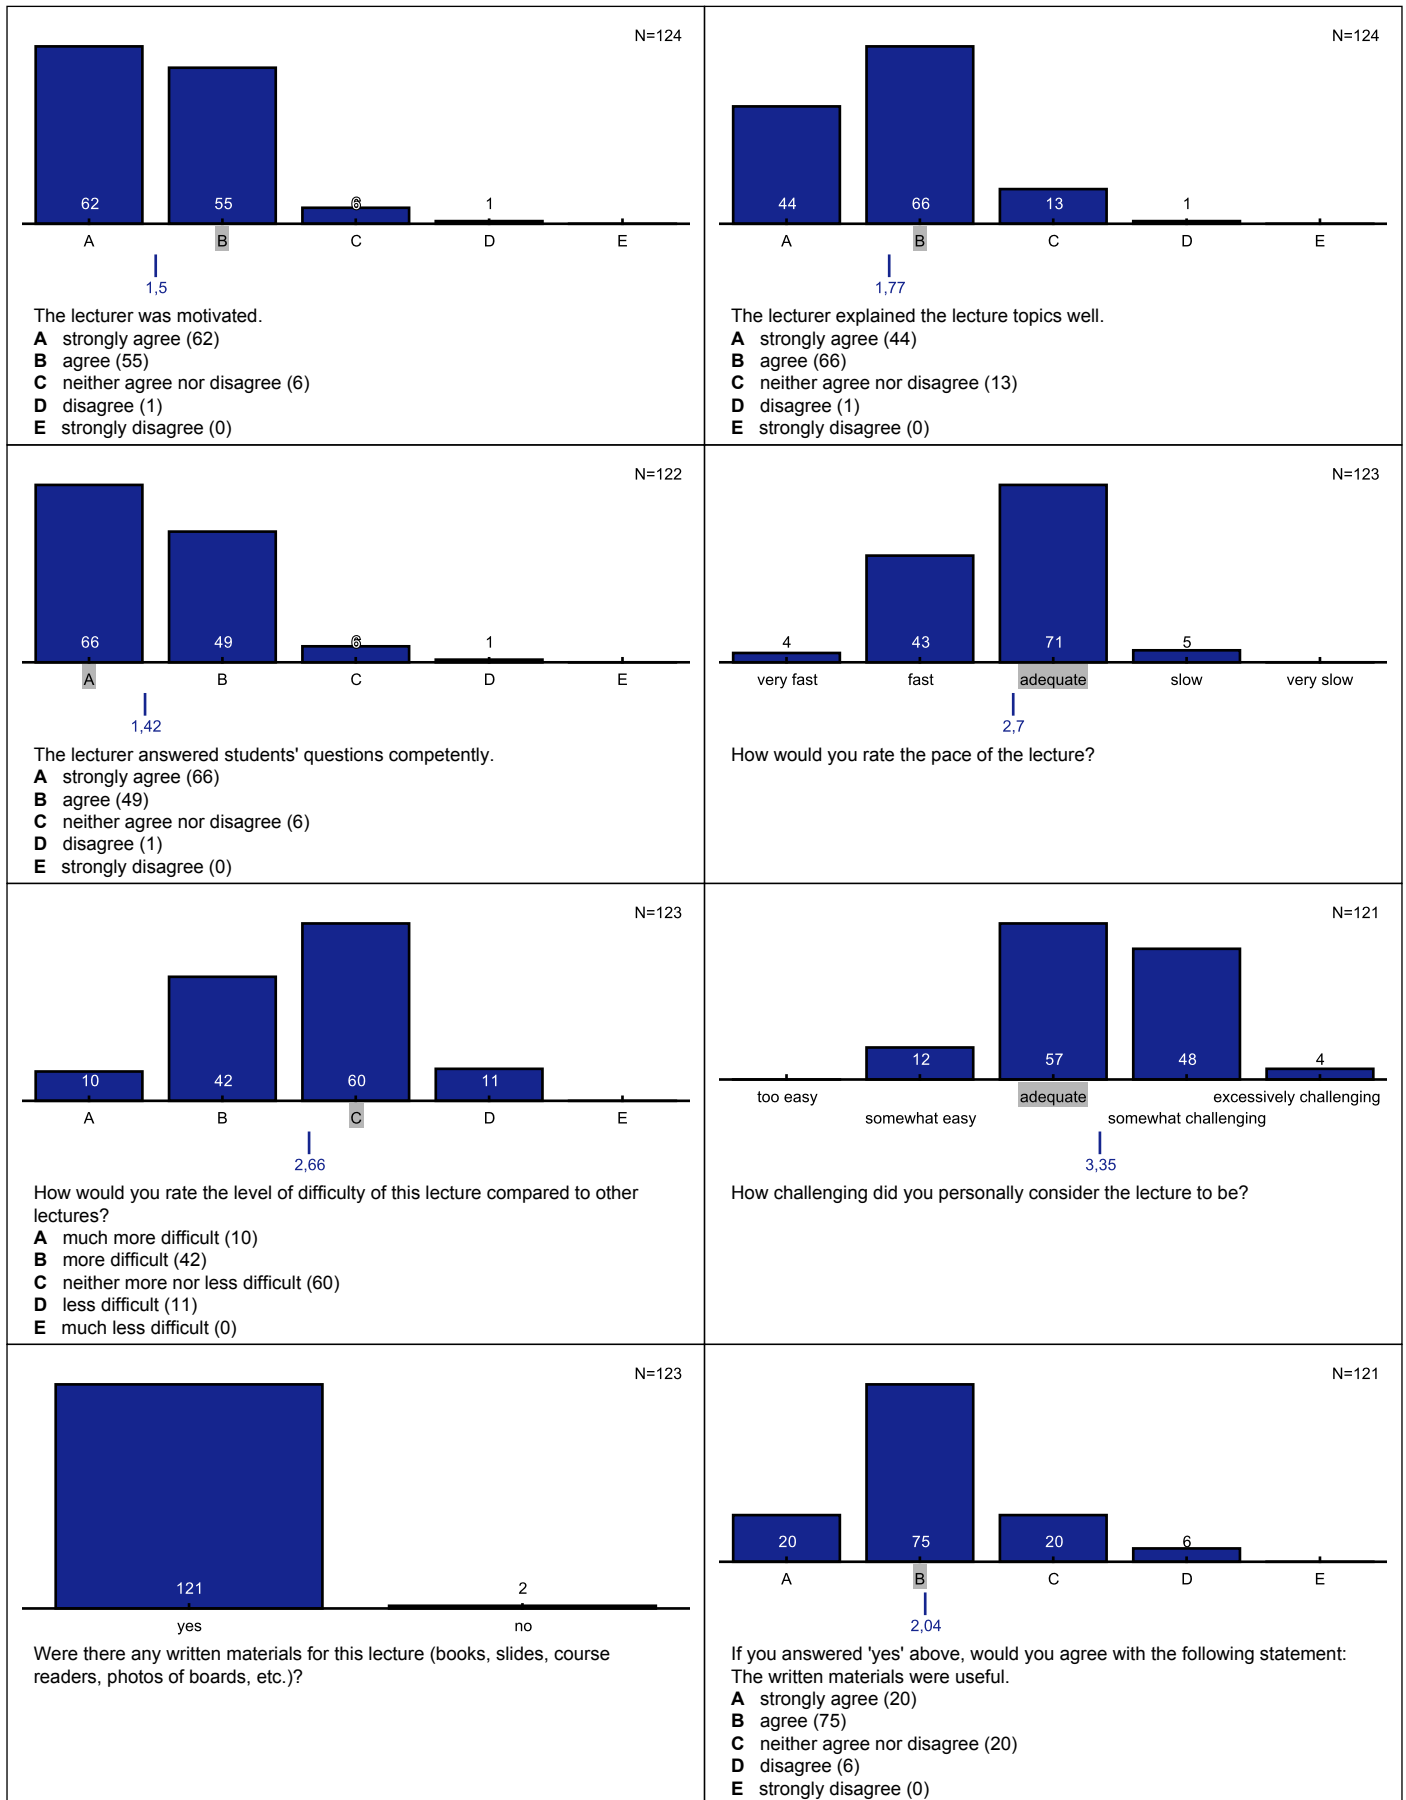 N=124
62 55 6 1
A B C D E
1,5
The lecturer was motivated.
A strongly agree (62)
B agree (55)
C neither agree nor disagree (6)
D disagree (1)
E strongly disagree (0)
N=124
44 66 13 1
A B C D E
1,77
The lecturer explained the lecture topics well.
A strongly agree (44)
B agree (66)
C neither agree nor disagree (13)
D disagree (1)
E strongly disagree (0)
N=122
66 49 6 1
A B C D E
1,42
The lecturer answered students' questions competently.
A strongly agree (66)
B agree (49)
C neither agree nor disagree (6)
D disagree (1)
E strongly disagree (0)
N=123
4 43 71 5
very fast fast adequate slow very slow
2,7
How would you rate the pace of the lecture?
N=123
10 42 60 11
A B C D E
2,66
How would you rate the level of difficulty of this lecture compared to other
lectures?
A much more difficult (10)
B more difficult (42)
C neither more nor less difficult (60)
D less difficult (11)
E much less difficult (0)
N=121
12 57 48 4
too easy adequate excessively challenging
somewhat easy somewhat challenging
3,35
How challenging did you personally consider the lecture to be?
N=123
121 2
yes no
Were there any written materials for this lecture (books, slides, course
readers, photos of boards, etc.)?
N=121
20 75 20 6
A B C D E
2,04
If you answered 'yes' above, would you agree with the following statement:
The written materials were useful.
A strongly agree (20)
B agree (75)
C neither agree nor disagree (20)
D disagree (6)
E strongly disagree (0)